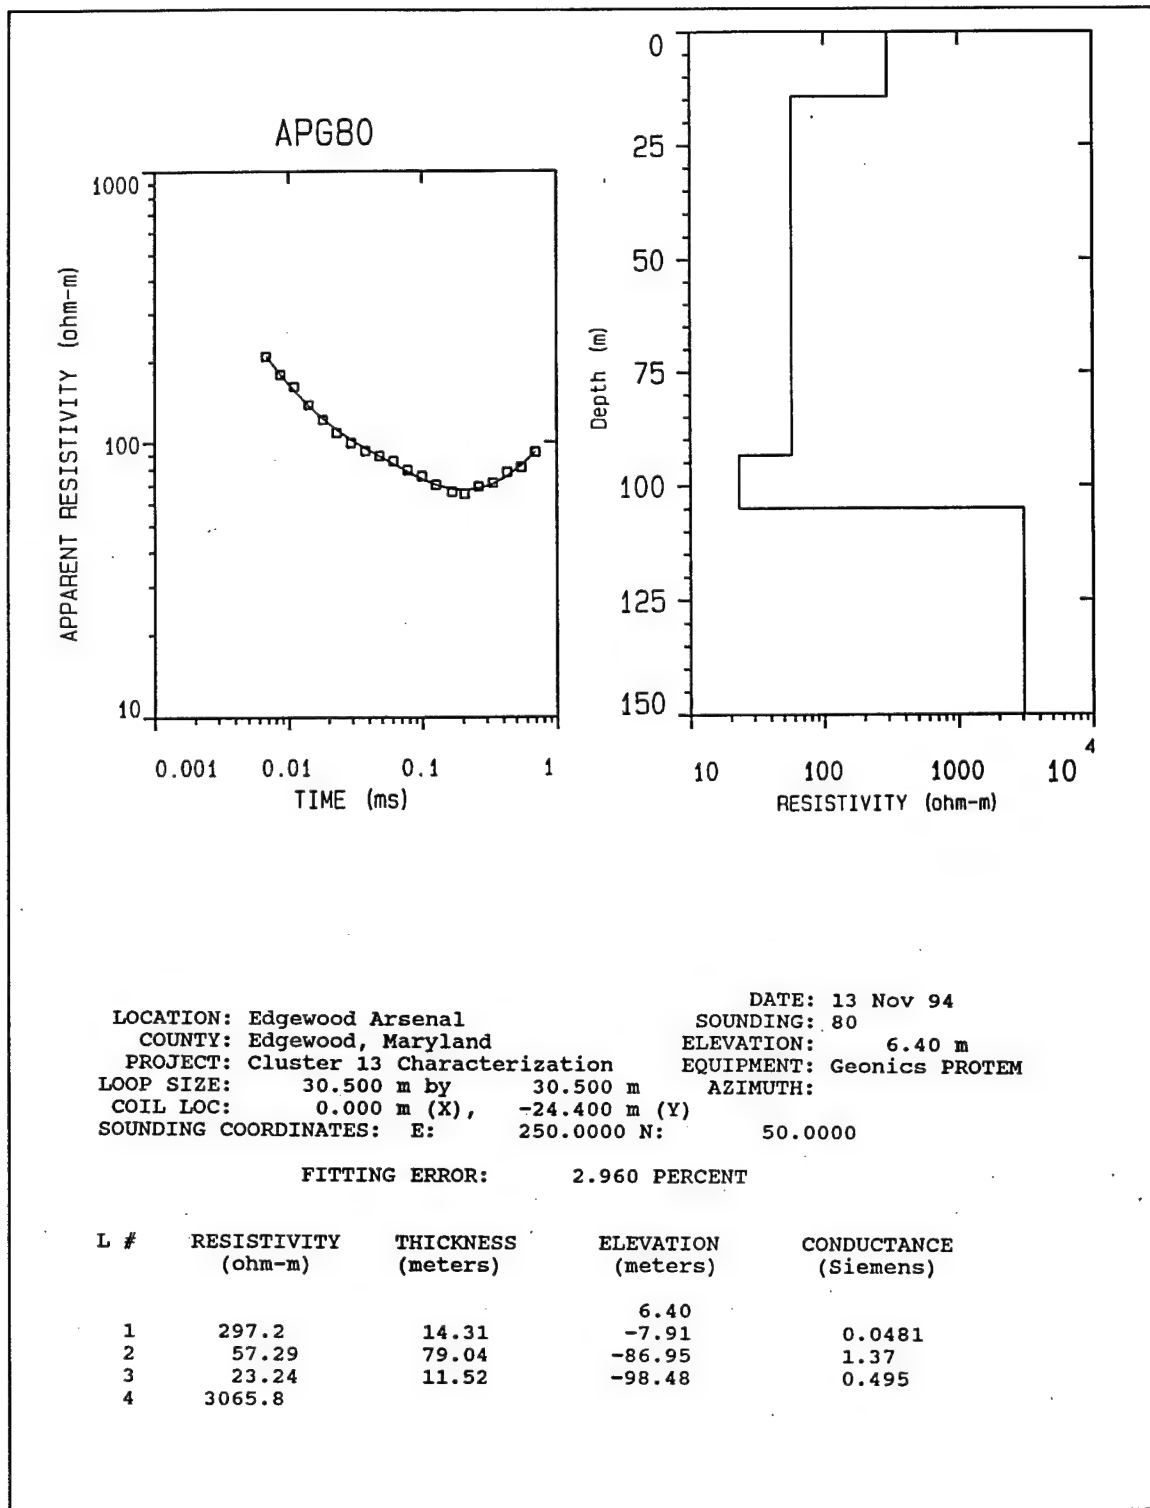 APG80
1000
100
10
APPARENT RESISTIVITY (ohm-m)
0.001 0.01 0.1 1
TIME (ms)
0
25
50
75
100
125
150
Depth (m)
10 100 1000 10 4
RESISTIVITY (ohm-m)
DATE: 13 Nov 94
LOCATION: Edgewood Arsenal SOUNDING: 80
COUNTY: Edgewood, Maryland ELEVATION: 6.40 m
PROJECT: Cluster 13 Characterization EQUIPMENT: Geonics PROTEM
LOOP SIZE: 30.500 m by 30.500 m AZIMUTH:
COIL LOC: 0.000 m (X), -24.400 m (Y)
SOUNDING COORDINATES: E: 250.0000 N: 50.0000
FITTING ERROR: 2.960 PERCENT
L # RESISTIVITY THICKNESS ELEVATION CONDUCTANCE
(ohm-m) (meters) (meters) (Siemens)
6.40
1 297.2 14.31 -7.91 0.0481
2 57.29 79.04 -86.95 1.37
3 23.24 11.52 -98.48 0.495
4 3065.8